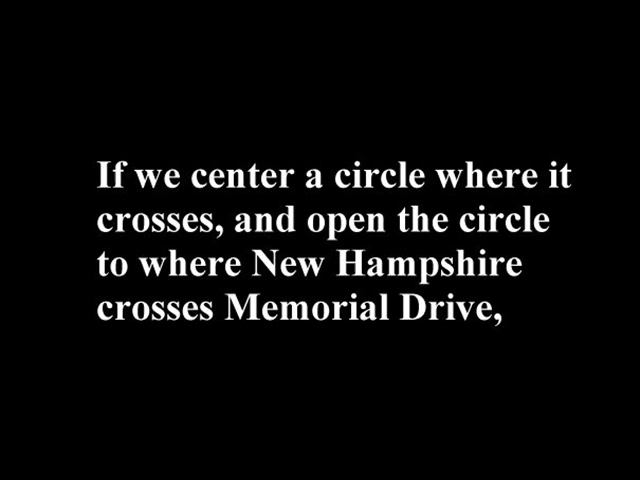 If we center a circle where it
crosses, and open the circle
to where New Hampshire
crosses Memorial Drive,